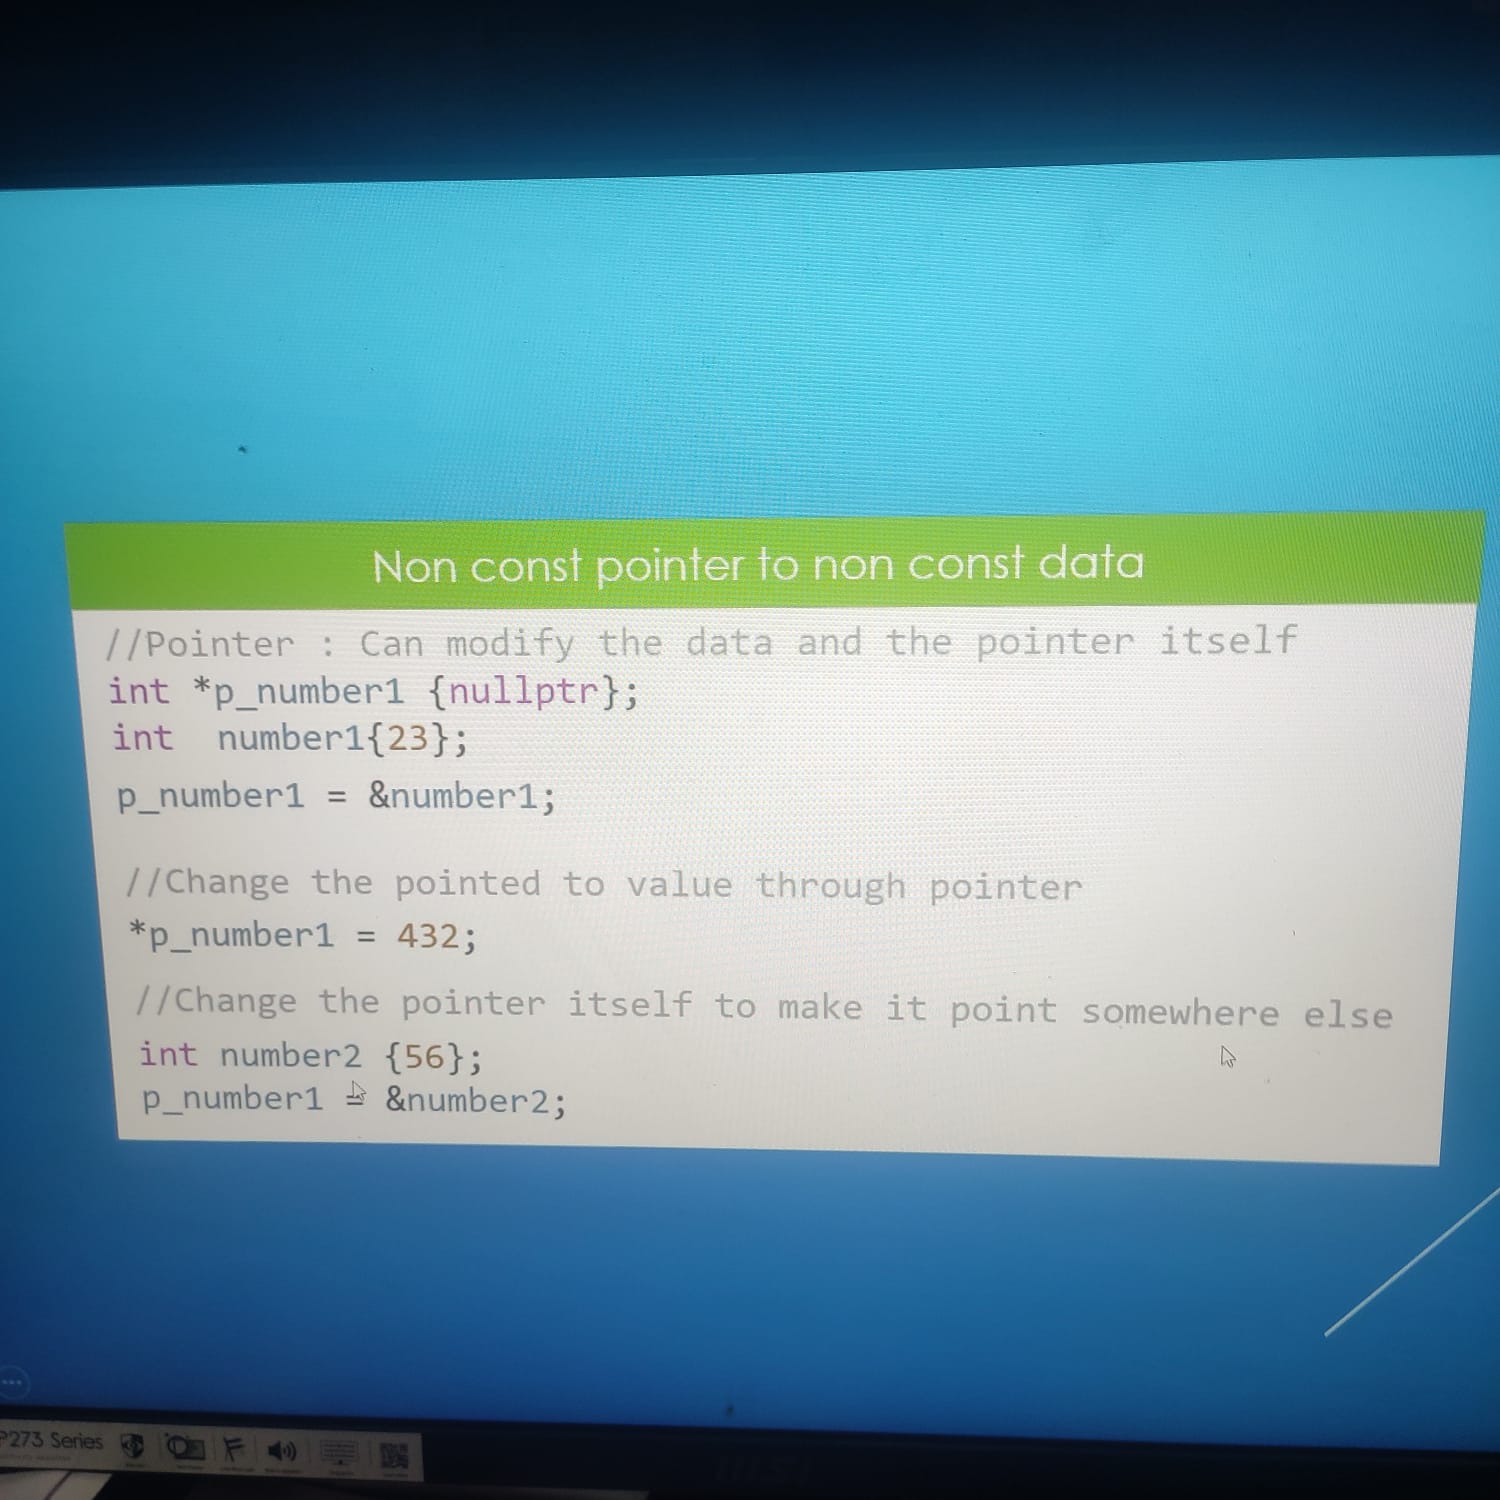 Non const pointer to non const data
//Pointer : Can modify the data and the pointer itself
int *p_number1 {nullptr};
int  number1{23};
p_number1 = &number1;
//Change the pointed to value through pointer
*p_number1 = 432;
//Change the pointer itself to make it point somewhere else
int number2 {56};
p_number1 = &number2;
P273 Series